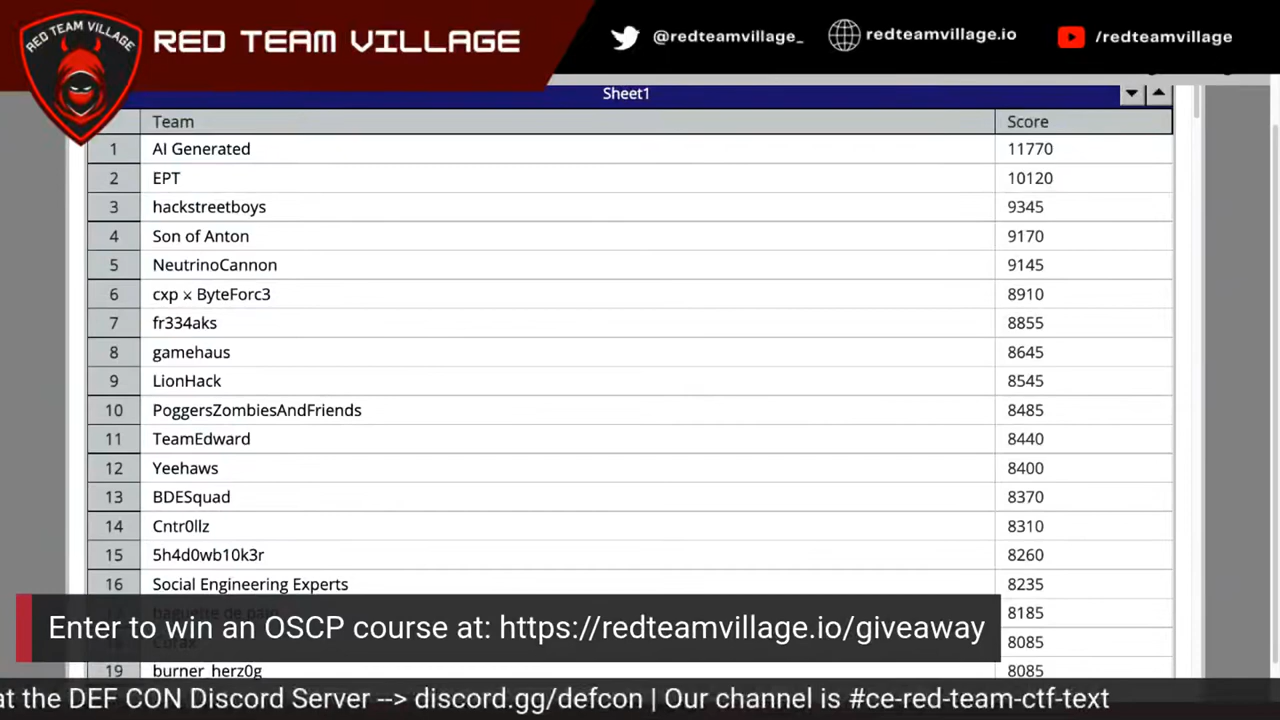 RED TEAM VILLAGE
RED TEAM VILLAGE
@redteamvillage_
redteamvillage.io
/redteamvillage
Sheet1
Team Score
1 AI Generated 11770
2 EPT 10120
3 hackstreetboys 9345
4 Son of Anton 9170
5 NeutrinoCannon 9145
6 cxp × ByteForc3 8910
7 fr334aks 8855
8 gamehaus 8645
9 LionHack 8545
10 PoggersZombiesAndFriends 8485
11 TeamEdward 8440
12 Yeehaws 8400
13 BDESquad 8370
14 Cntr0llz 8310
15 5h4d0wb10k3r 8260
16 Social Engineering Experts 8235
17 baguette de pain 8185
18 8085
19 burner_herz0g 8085
Enter to win an OSCP course at: https://redteamvillage.io/giveaway
at the DEF CON Discord Server --> discord.gg/defcon | Our channel is #ce-red-team-ctf-text